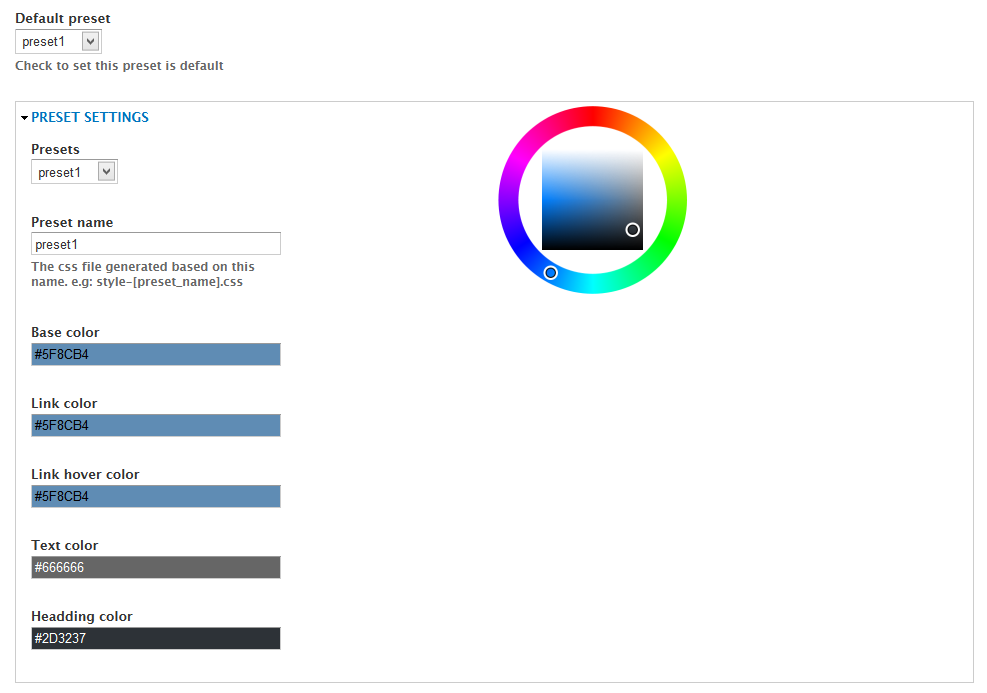 Default preset
preset1
Check to set this preset is default
PRESET SETTINGS
Presets
preset1
Preset name
preset1
The css file generated based on this
name. e.g: style-[preset_name].css
Base color
#5F8CB4
Link color
#5F8CB4
Link hover color
#5F8CB4
Text color
#666666
Headding color
#2D3237